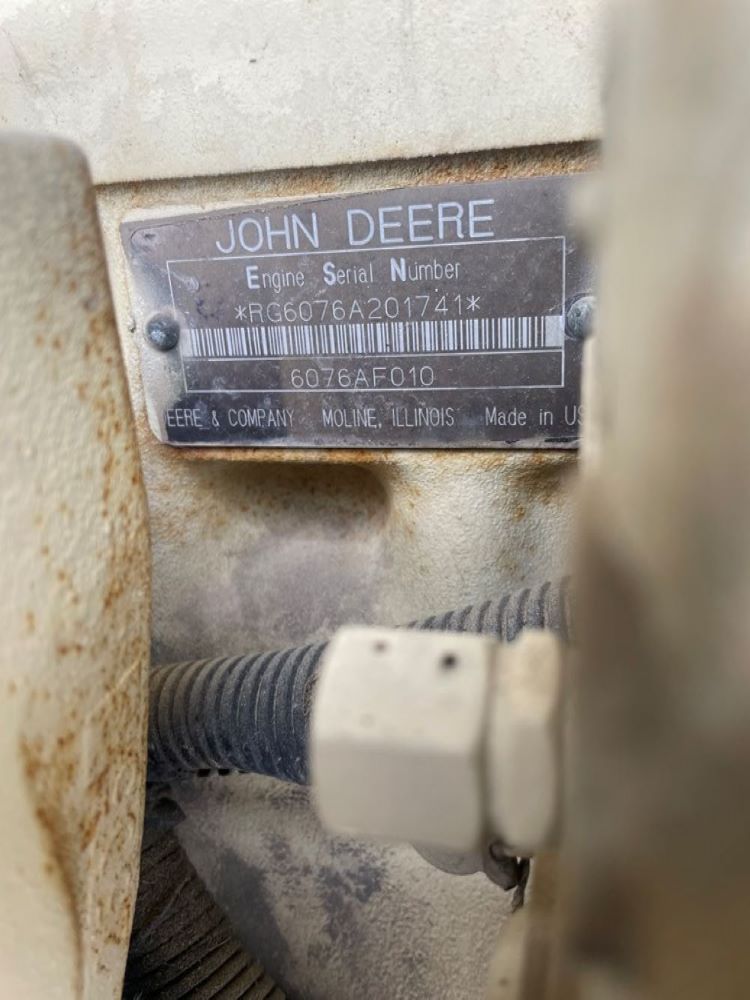 JOHN DEERE
Engine Serial Number
*RG6076A201741*
6076AF010
EERE & COMPANY MOLINE, ILLINOIS Made in US